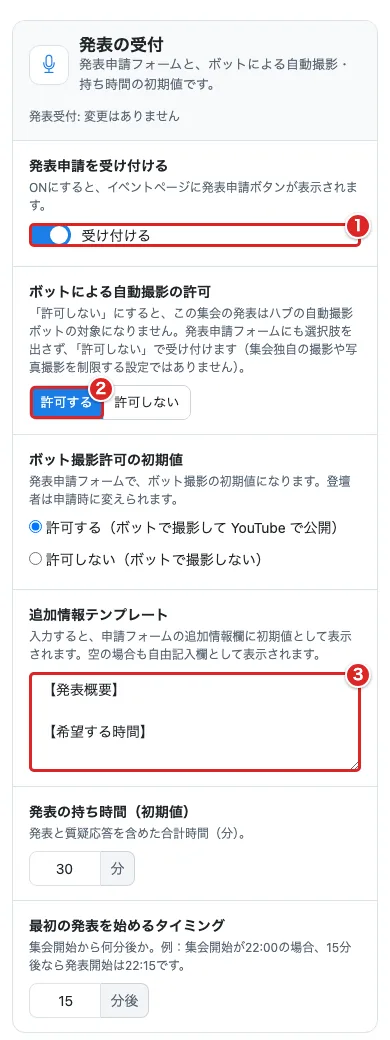 発表の受付
発表申請フォームと、ボットによる自動撮影・
持ち時間の初期値です。
発表受付: 変更はありません
発表申請を受け付ける
ONにすると、イベントページに発表申請ボタンが表示されま
す。
1
受け付ける
ボットによる自動撮影の許可
「許可しない」にすると、この集会の発表はハブの自動撮影
ボットの対象になりません。発表申請フォームにも選択肢を
出さず、「許可しない」で受け付けます（集会独自の撮影や写
真撮影を制限する設定ではありません）。
2
許可する 許可しない
ボット撮影許可の初期値
発表申請フォームで、ボット撮影の初期値になります。登壇
者は申請時に変えられます。
許可する（ボットで撮影して YouTube で公開）
許可しない（ボットで撮影しない）
追加情報テンプレート
入力すると、申請フォームの追加情報欄に初期値として表示
されます。空の場合も自由記入欄として表示されます。
3
【発表概要】
【希望する時間】
発表の持ち時間（初期値）
発表と質疑応答を含めた合計時間（分）。
30 分
最初の発表を始めるタイミング
集会開始から何分後か。例：集会開始が22:00の場合、15分
後なら発表開始は22:15です。
15 分後